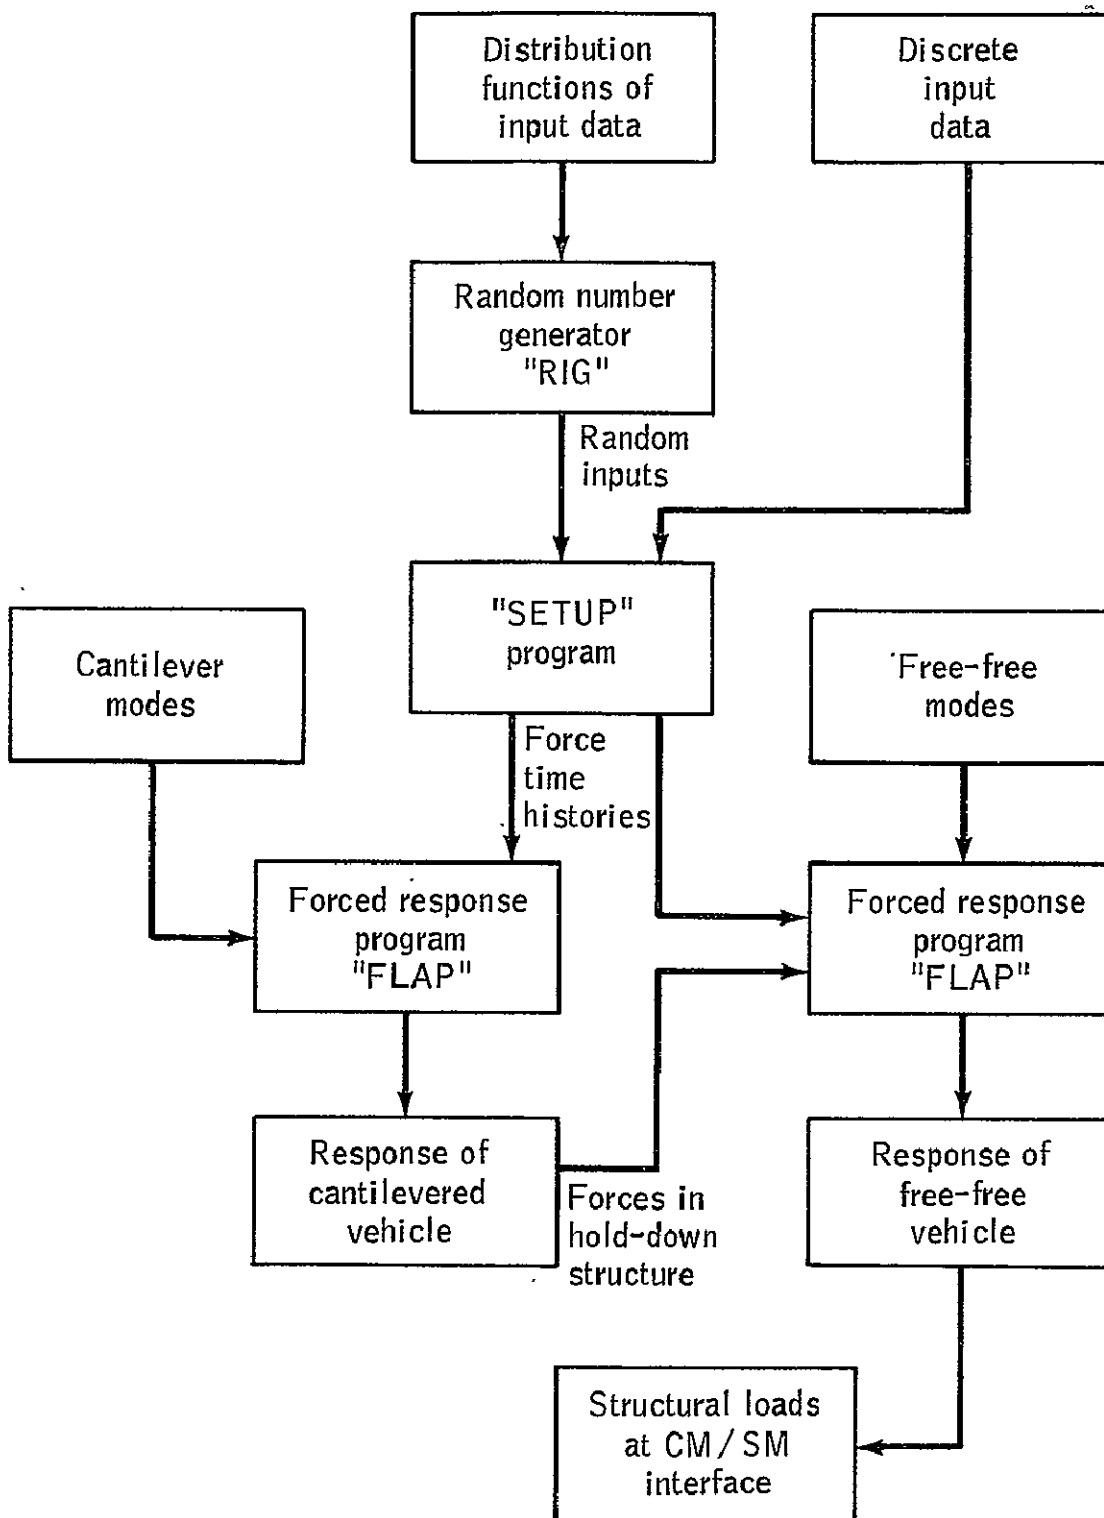 Distribution
functions of
input data
Discrete
input
data
Random number
generator
"RIG"
Random
inputs
"SETUP"
program
Cantilever
modes
Free-free
modes
Force
time
histories
Forced response
program
"FLAP"
Forced response
program
"FLAP"
Response of
cantilevered
vehicle
Forces in
hold-down
structure
Response of
free-free
vehicle
Structural loads
at CM/SM
interface